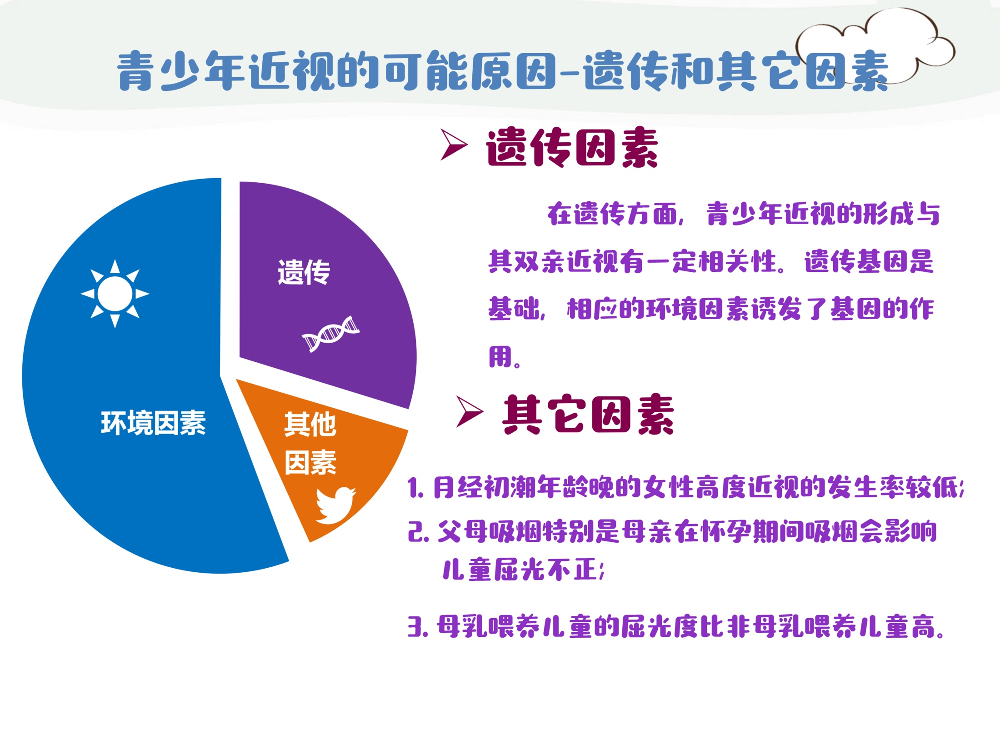 青少年近视的可能原因-遗传和其它因素
遗传因素
在遗传方面，青少年近视的形成与
其双亲近视有一定相关性。遗传基因是
基础，相应的环境因素诱发了基因的作
用。
其它因素
1. 月经初潮年龄晚的女性高度近视的发生率较低；
2. 父母吸烟特别是母亲在怀孕期间吸烟会影响
儿童屈光不正；
3. 母乳喂养儿童的屈光度比非母乳喂养儿童高。
遗传
环境因素
其他
因素